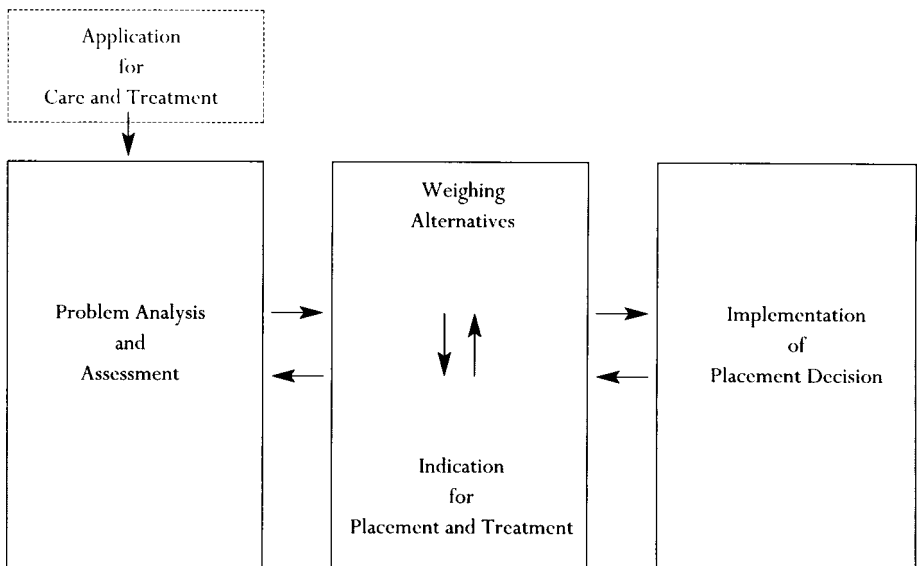 Application
for
Care and Treatment
Problem Analysis
and
Assessment
Weighing
Alternatives
Indication
for
Placement and Treatment
Implementation
of
Placement Decision